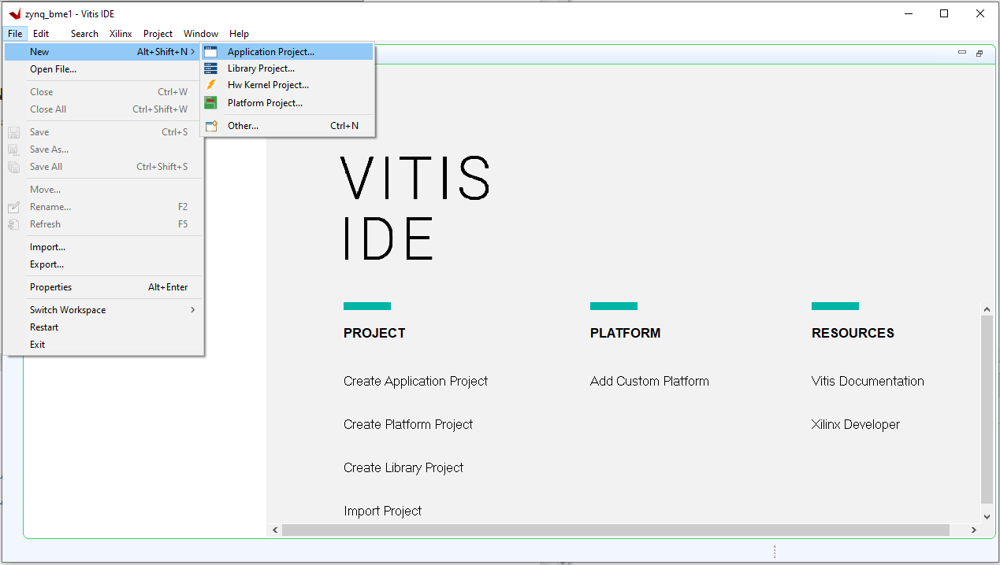 zynq_bme1 - Vitis IDE
File Edit Search Xilinx Project Window Help
New Alt+Shift+N >
Open File...
Close Ctrl+W
Close All Ctrl+Shift+W
Save Ctrl+S
Save As...
Save All Ctrl+Shift+S
Move...
Rename... F2
Refresh F5
Import...
Export...
Properties Alt+Enter
Switch Workspace >
Restart
Exit
Application Project...
Library Project...
Hw Kernel Project...
Platform Project...
Other... Ctrl+N
VITIS
IDE
PROJECT
Create Application Project
Create Platform Project
Create Library Project
Import Project
PLATFORM
Add Custom Platform
RESOURCES
Vitis Documentation
Xilinx Developer